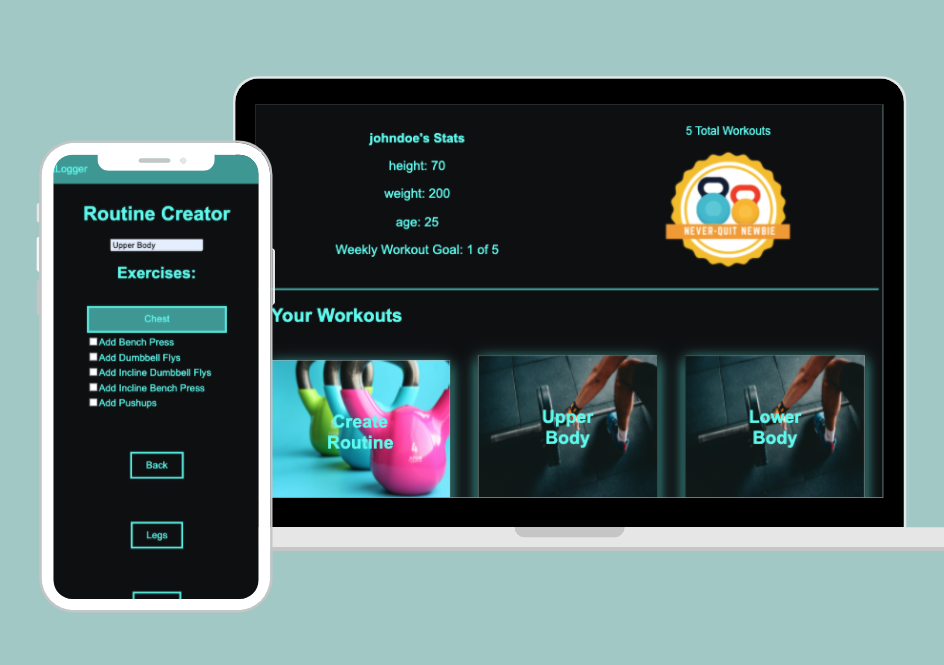 Logger
Routine Creator
Upper Body
Exercises:
Chest
Add Bench Press
Add Dumbbell Flys
Add Incline Dumbbell Flys
Add Incline Bench Press
Add Pushups
Back
Legs
johndoe's Stats
height: 70
weight: 200
age: 25
Weekly Workout Goal: 1 of 5
5 Total Workouts
NEVER-QUIT NEWBIE
Your Workouts
Create
Routine
4
Upper
Body
Lower
Body